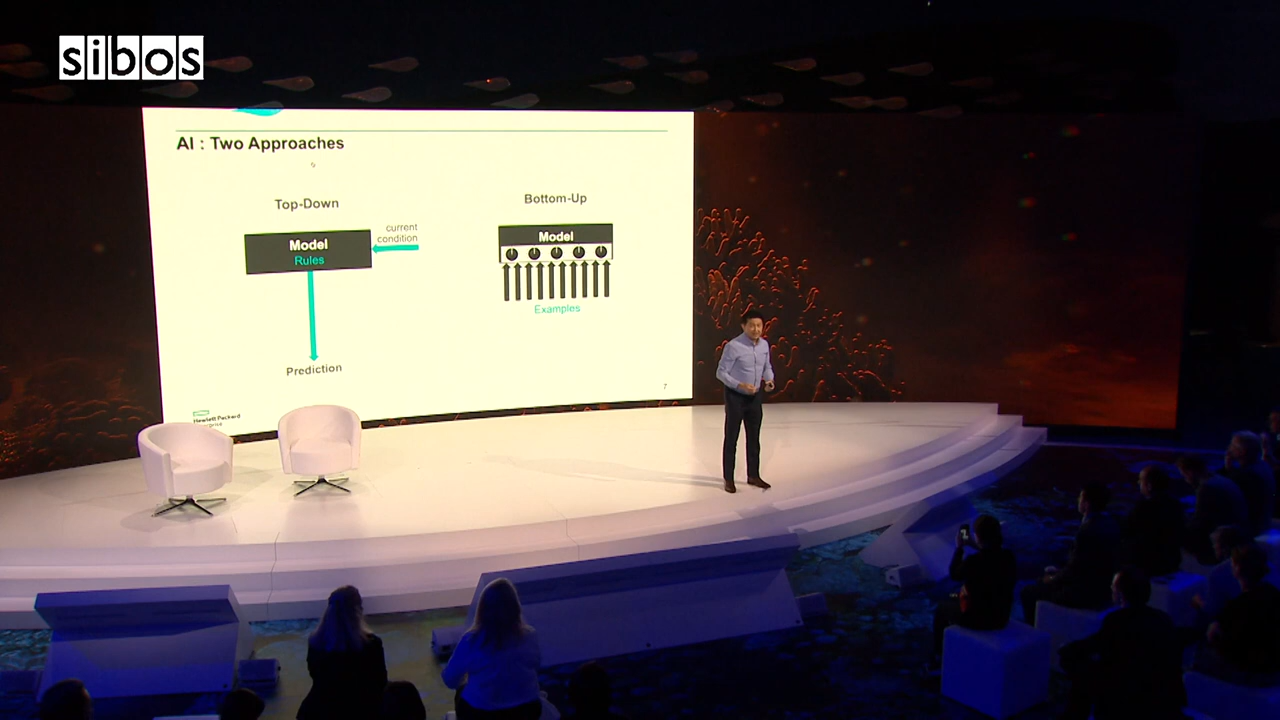 sibos
AI : Two Approaches
Top-Down
Bottom-Up
Model
Rules
current
condition
Model
Examples
Prediction
7
Hewlett Packard